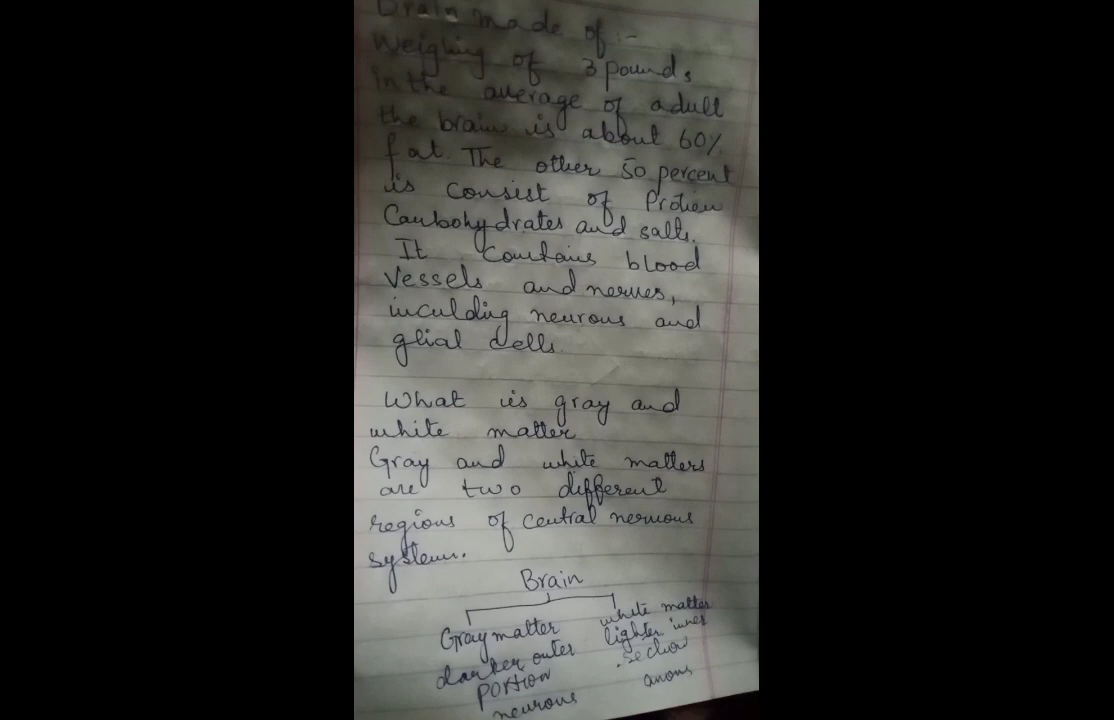 Brain made of :-
Weighing of 3 pounds
in the average of adult
the brain is about 60%
fat. The other 50 percent
is consist of Protien
Carbohydrates and salts.
It contains blood
Vessels and nerves,
inculding neurons and
glial cells
What is gray and
white matter
Gray and white matters
are two different
regions of central nervous
system.
Brain
Gray matter
darker outer
portion
neurons
white matter
lighter inner
section
axons